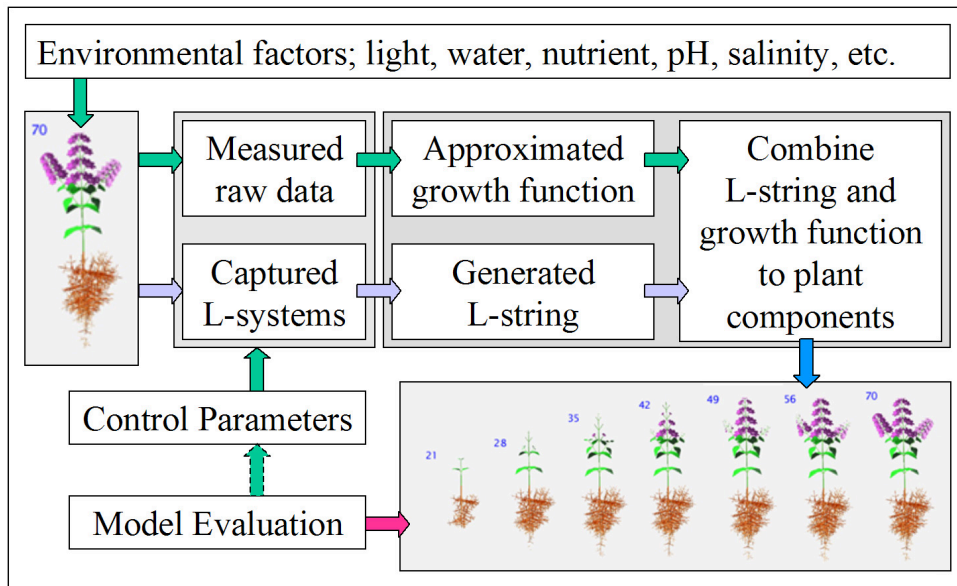 Environmental factors; light, water, nutrient, pH, salinity, etc.
70
Measured
raw data
Approximated
growth function
Combine
L-string and
growth function
to plant
components
Captured
L-systems
Generated
L-string
Control Parameters
Model Evaluation
21
28
35
42
49
56
70